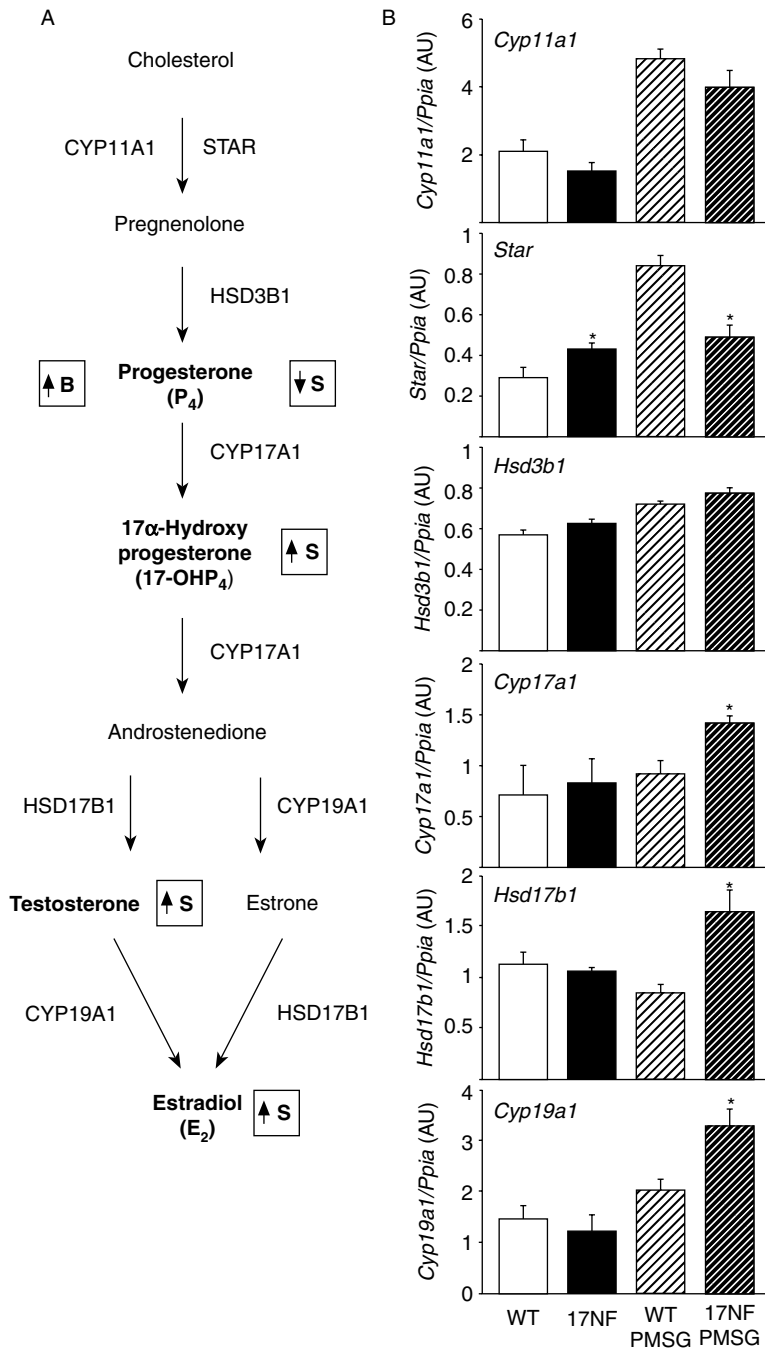 A
Cholesterol
CYP11A1 STAR
Pregnenolone
HSD3B1
B
Progesterone
(P4)
S
CYP17A1
17α-Hydroxy
progesterone
(17-OHP4)
S
CYP17A1
Androstenedione
HSD17B1
CYP19A1
Testosterone
S
Estrone
CYP19A1
HSD17B1
Estradiol
(E2)
S
B
Cyp11a1/Ppia (AU)
6
4
2
Cyp11a1
Star/Ppia (AU)
1
0.8
0.6
0.4
0.2
Star
*
*
Hsd3b1/Ppia (AU)
1
0.8
0.6
0.4
0.2
Hsd3b1
Cyp17a1/Ppia (AU)
2
1.5
1
0.5
Cyp17a1
*
Hsd17b1/Ppia (AU)
2
1.5
1
0.5
Hsd17b1
*
Cyp19a1/Ppia (AU)
4
3
2
1
0
Cyp19a1
*
WT
17NF
WT
PMSG
17NF
PMSG